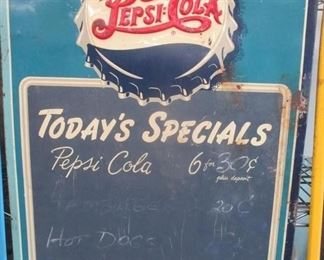 PEPSI-COLA
TODAY'S SPECIALS
Pepsi Cola 6 for 30¢
plus deposit
20¢
HOT DOGS